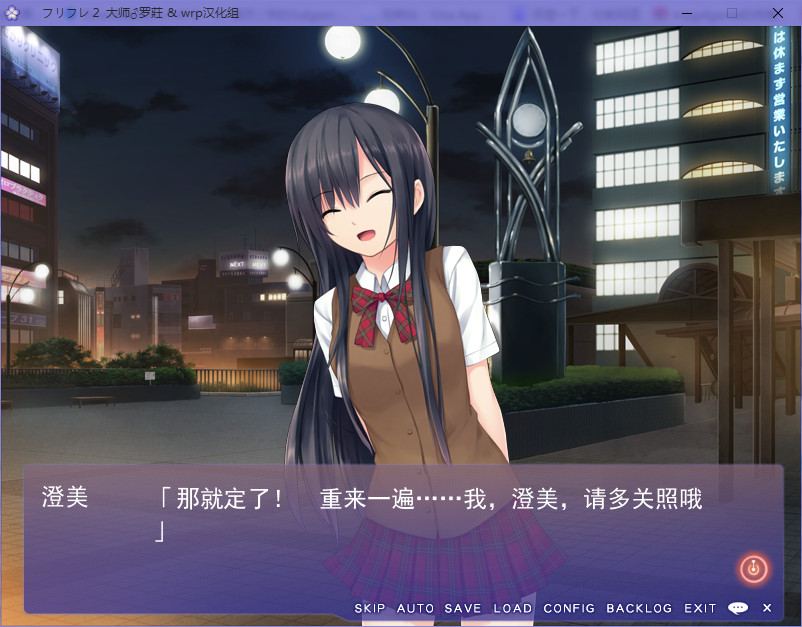 フリフレ 2 大师♂罗莊 & wrp汉化组
は休まず営業いたします
NEXT
澄美
「那就定了！　重来一遍……我，澄美，请多关照哦
」
SKIP AUTO SAVE LOAD CONFIG BACKLOG EXIT